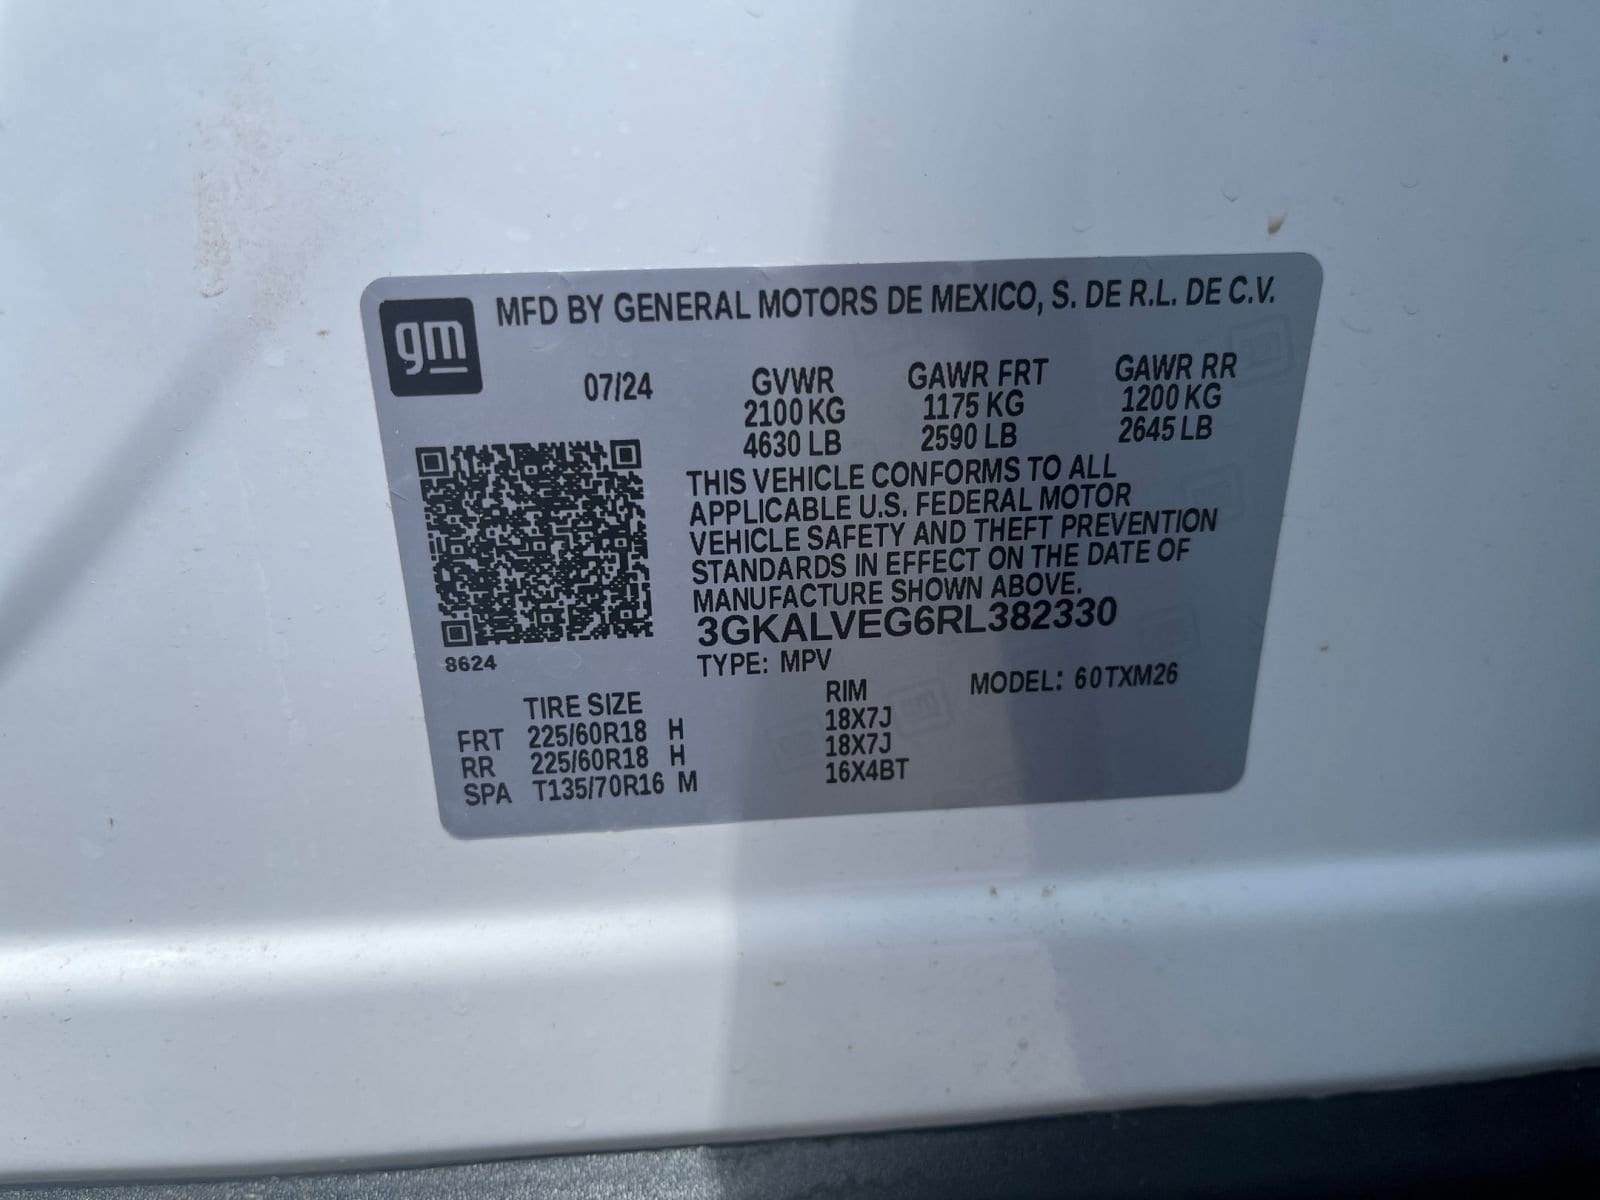 gm
MFD BY GENERAL MOTORS DE MEXICO, S. DE R.L. DE C.V.
07/24 GVWR GAWR FRT GAWR RR
2100 KG 1175 KG 1200 KG
4630 LB 2590 LB 2645 LB
THIS VEHICLE CONFORMS TO ALL
APPLICABLE U.S. FEDERAL MOTOR
VEHICLE SAFETY AND THEFT PREVENTION
STANDARDS IN EFFECT ON THE DATE OF
MANUFACTURE SHOWN ABOVE.
3GKALVEG6RL382330
8624
TYPE: MPV MODEL: 60TXM26
TIRE SIZE RIM
FRT 225/60R18 H 18X7J
RR 225/60R18 H 18X7J
SPA T135/70R16 M 16X4BT